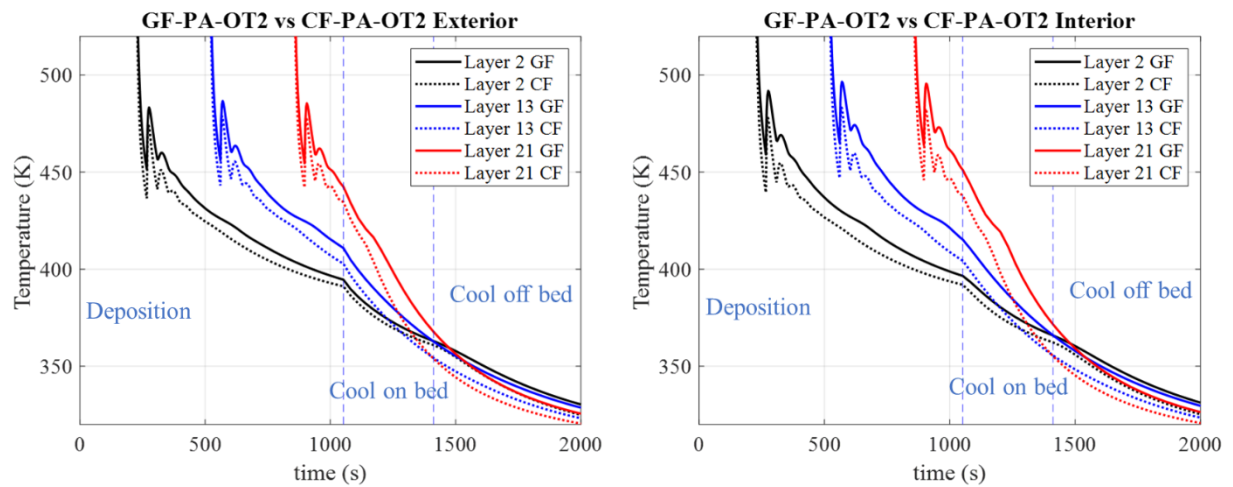 GF-PA-OT2 vs CF-PA-OT2 Exterior
Temperature (K)
500
450
400
350
0
500
1000
1500
2000
time (s)
Layer 2 GF
Layer 2 CF
Layer 13 GF
Layer 13 CF
Layer 21 GF
Layer 21 CF
Deposition
Cool off bed
Cool on bed
GF-PA-OT2 vs CF-PA-OT2 Interior
Temperature (K)
500
450
400
350
0
500
1000
1500
2000
time (s)
Layer 2 GF
Layer 2 CF
Layer 13 GF
Layer 13 CF
Layer 21 GF
Layer 21 CF
Deposition
Cool off bed
Cool on bed